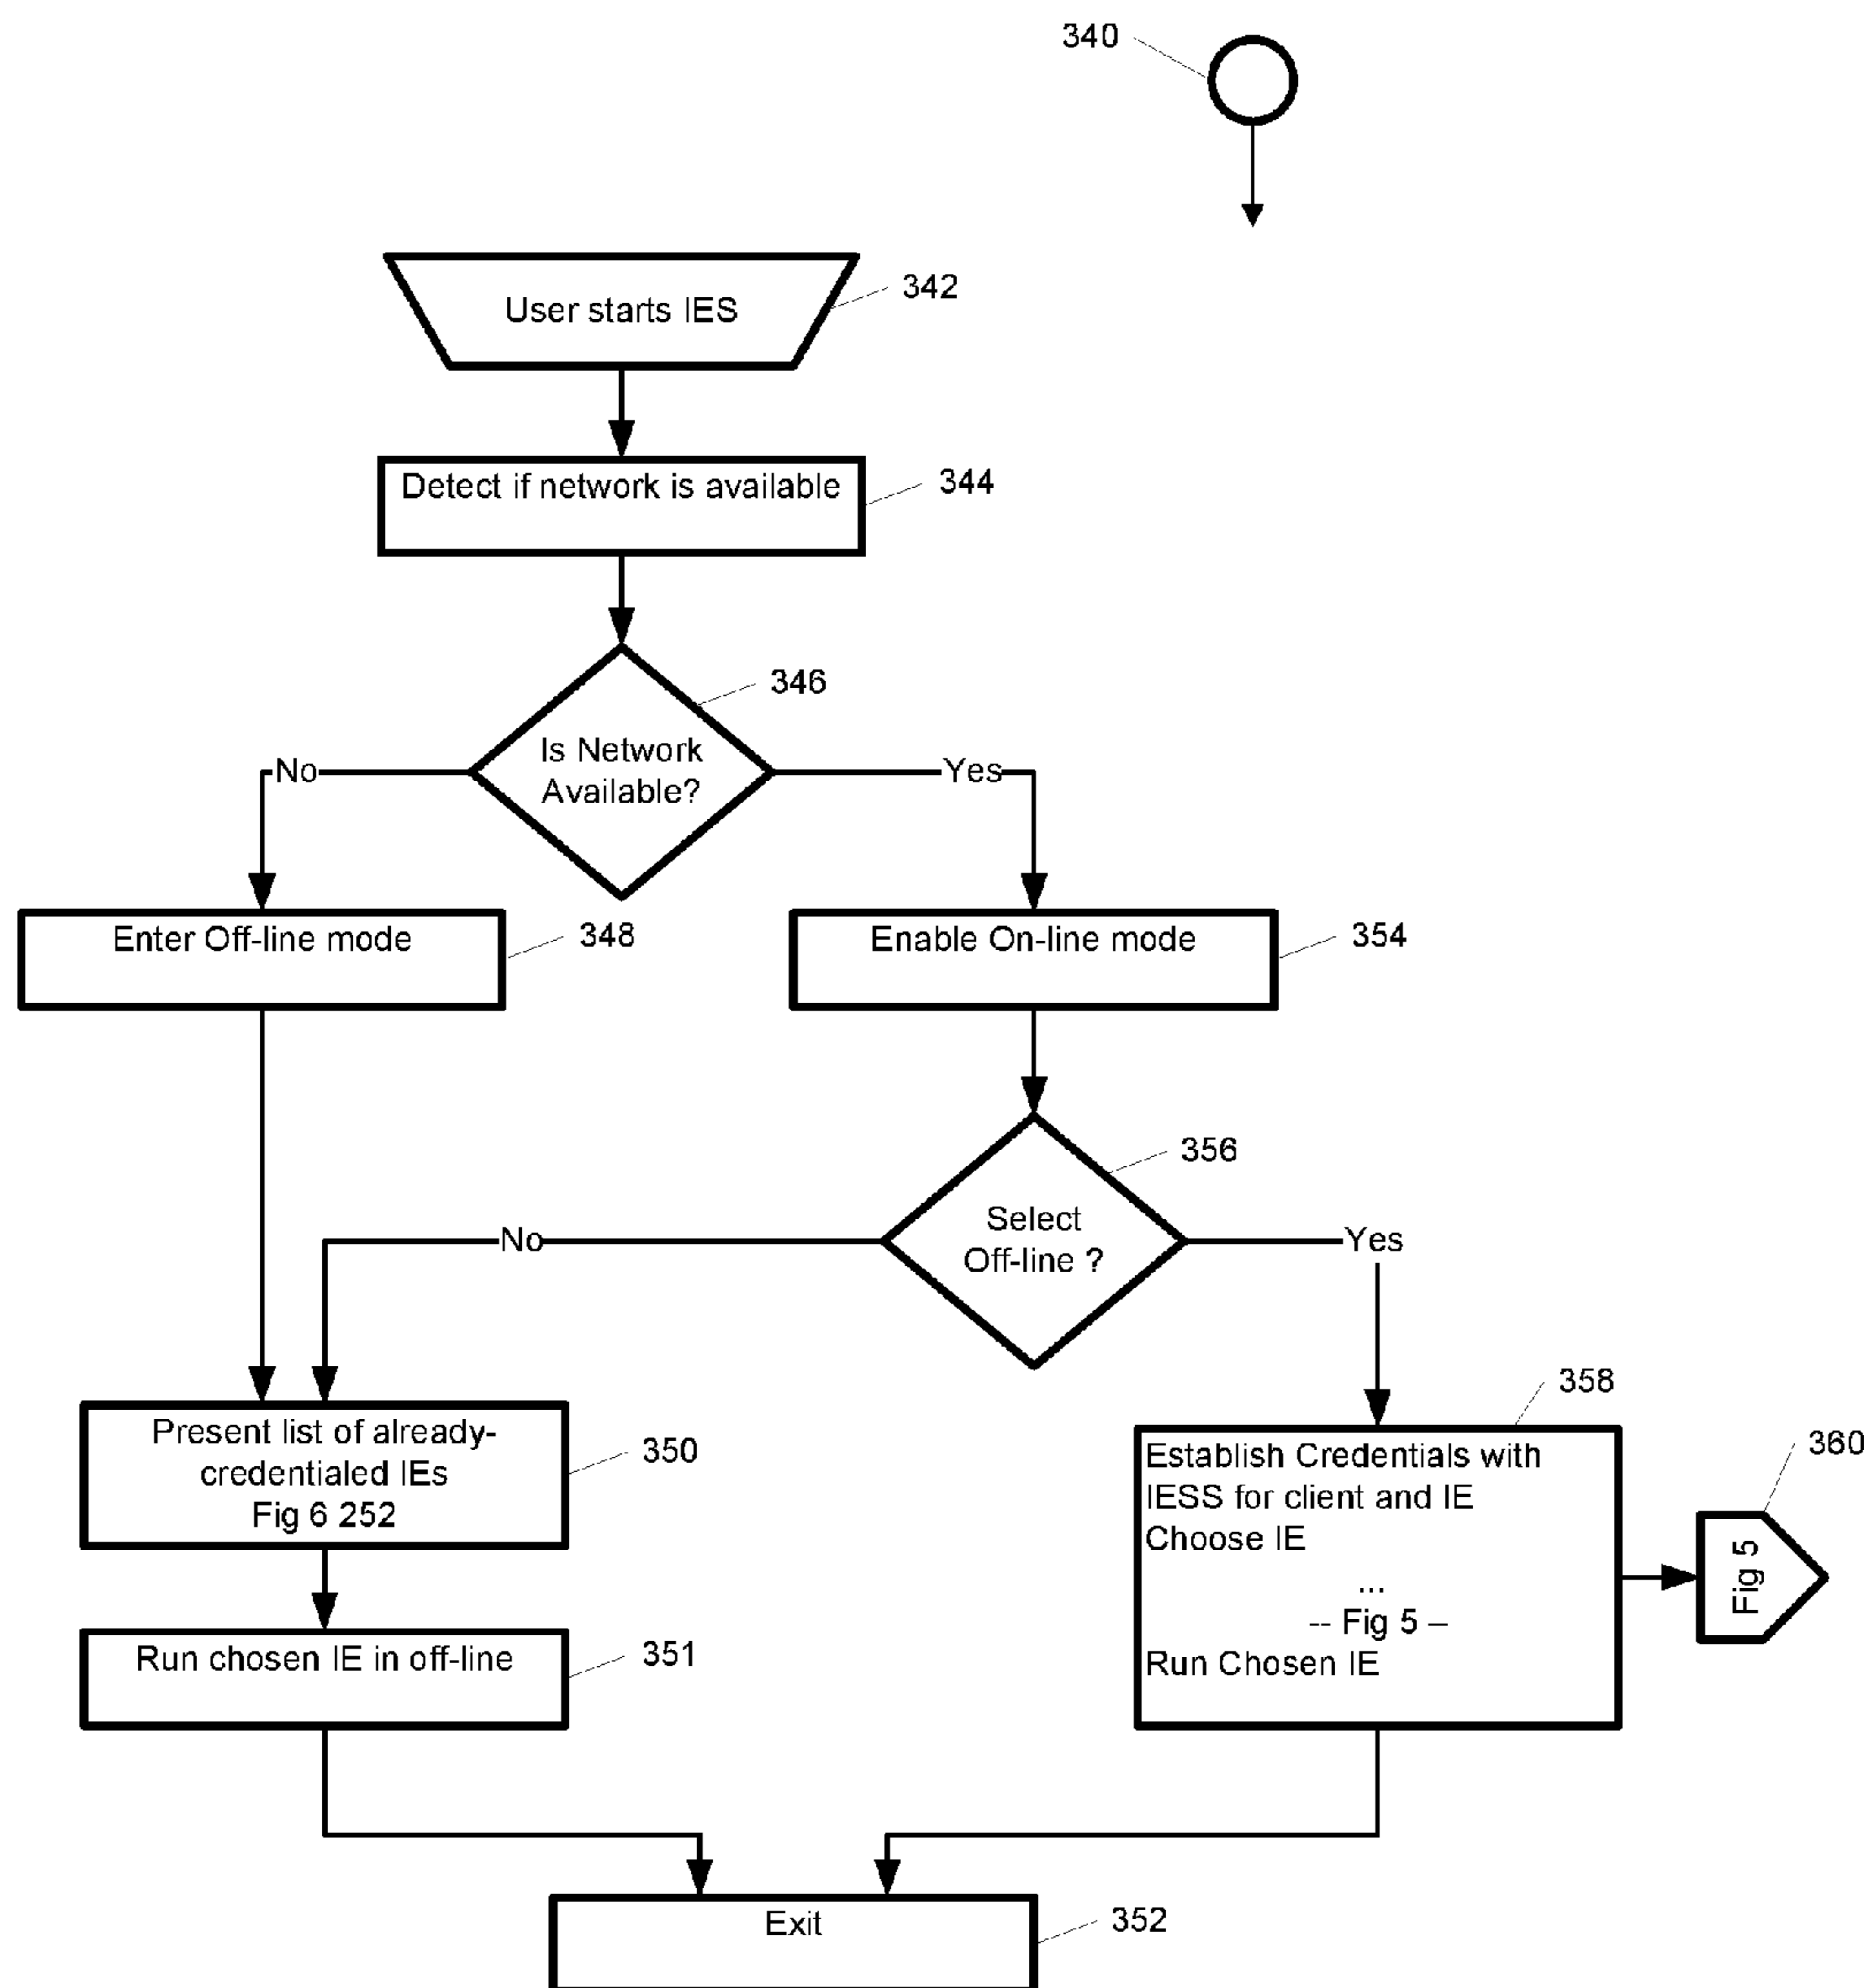 340
User starts IES
342
Detect if network is available
344
346
Is Network
Available?
No
Yes
Enter Off-line mode
348
Enable On-line mode
354
356
Select
Off-line ?
No
Yes
358
Present list of already-
credentialed IEs
Fig 6 252
350
Establish Credentials with
IESS for client and IE
Choose IE
...
-- Fig 5 –
Run Chosen IE
360
Fig 5
Run chosen IE in off-line
351
Exit
352